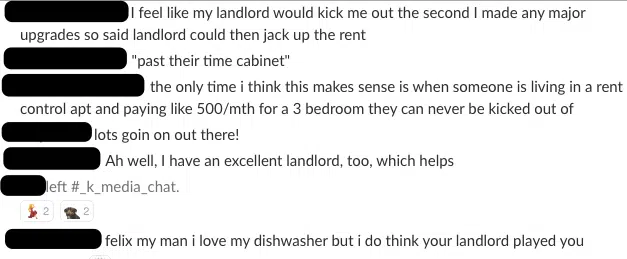 I feel like my landlord would kick me out the second I made any major
upgrades so said landlord could then jack up the rent
"past their time cabinet"
the only time i think this makes sense is when someone is living in a rent
control apt and paying like 500/mth for a 3 bedroom they can never be kicked out of
lots goin on out there!
Ah well, I have an excellent landlord, too, which helps
left #_k_media_chat.
2 2
felix my man i love my dishwasher but i do think your landlord played you